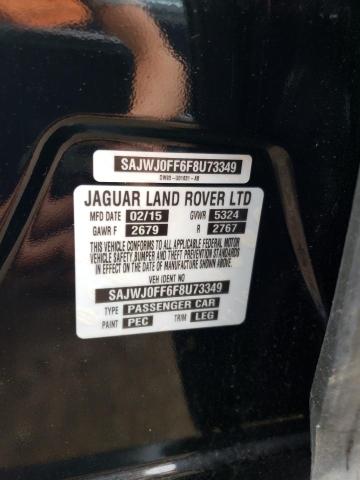 SAJWJ0FF6F8U73349
JAGUAR LAND ROVER LTD
MFD DATE 02/15 GVWR 5324
GAWR F 2679 R 2767
THIS VEHICLE CONFORMS TO ALL APPLICABLE FEDERAL MOTOR
VEHICLE SAFETY, BUMPER AND THEFT PREVENTION STANDARDS IN
EFFECT ON THE DATE OF MANUFACTURE SHOWN ABOVE.
VEH IDENT NO
SAJWJ0FF6F8U73349
TYPE PASSENGER CAR
PAINT PEC TRIM LEG